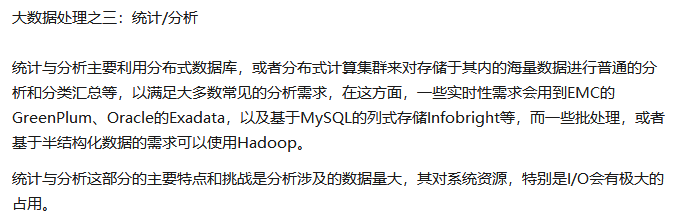 大数据处理之三：统计/分析
统计与分析主要利用分布式数据库，或者分布式计算集群来对存储于其内的海量数据进行普通的分
析和分类汇总等，以满足大多数常见的分析需求，在这方面，一些实时性需求会用到EMC的
GreenPlum、Oracle的Exadata，以及基于MySQL的列式存储Infobright等，而一些批处理，或者
基于半结构化数据的需求可以使用Hadoop。
统计与分析这部分的主要特点和挑战是分析涉及的数据量大，其对系统资源，特别是I/O会有极大的
占用。